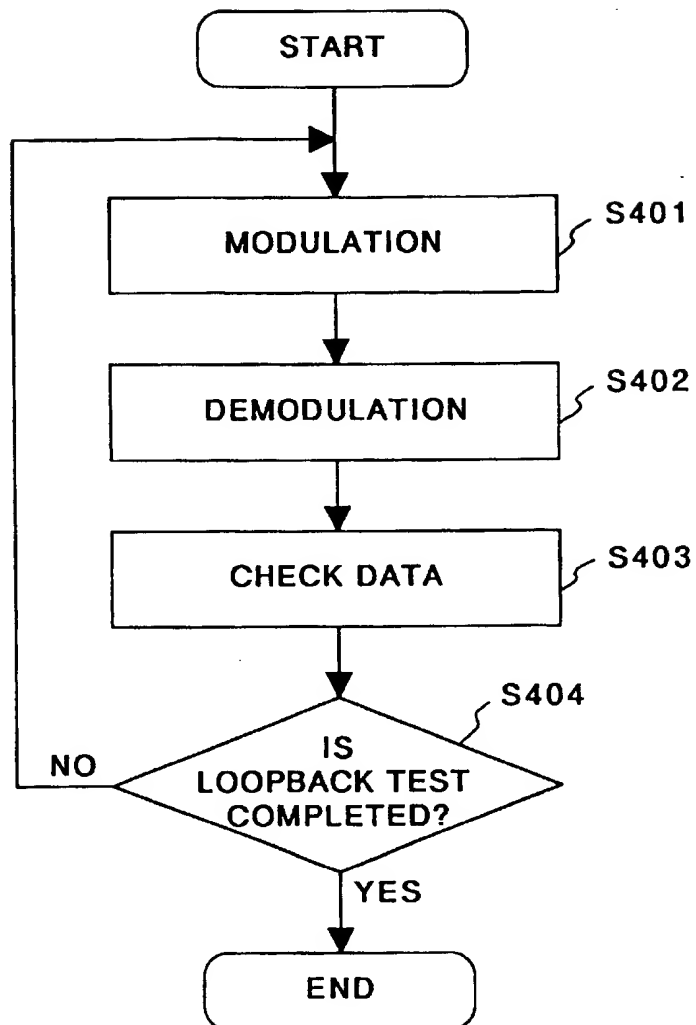 START
MODULATION
S401
DEMODULATION
S402
CHECK DATA
S403
S404
IS
LOOPBACK TEST
COMPLETED?
NO
YES
END